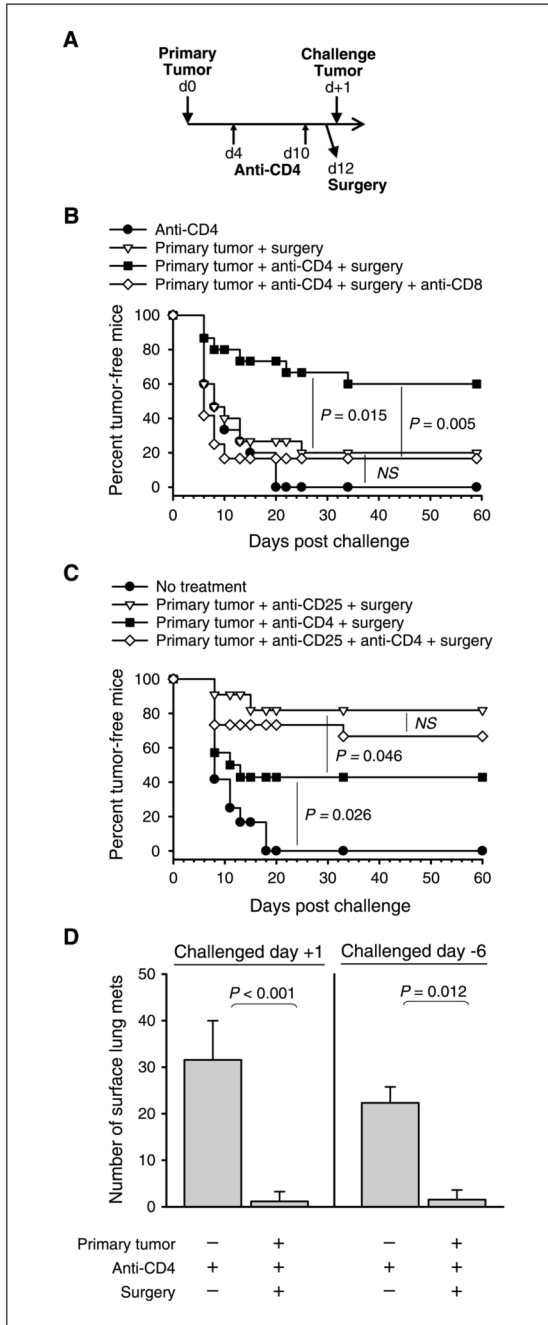 A
Primary
Tumor
d0
Challenge
Tumor
d+1
d4
d10
d12
Anti-CD4
Surgery
B
Anti-CD4
Primary tumor + surgery
Primary tumor + anti-CD4 + surgery
Primary tumor + anti-CD4 + surgery + anti-CD8
Percent tumor-free mice
100
80
60
40
20
0
P = 0.015
P = 0.005
NS
0 10 20 30 40 50 60
Days post challenge
C
No treatment
Primary tumor + anti-CD25 + surgery
Primary tumor + anti-CD4 + surgery
Primary tumor + anti-CD25 + anti-CD4 + surgery
Percent tumor-free mice
100
80
60
40
20
0
NS
P = 0.046
P = 0.026
0 10 20 30 40 50 60
Days post challenge
D
Challenged day +1 Challenged day -6
Number of surface lung mets
50
40
30
20
10
0
P < 0.001 P = 0.012
Primary tumor − + − +
Anti-CD4 + + + +
Surgery − + − +